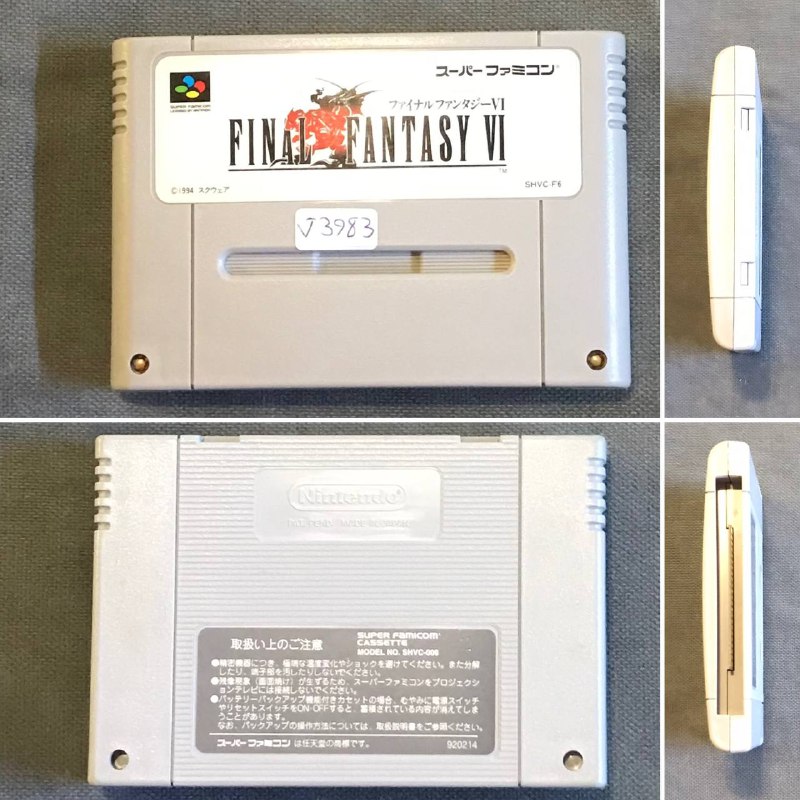 スーパーファミコン
SUPER FAMICOM
ファイナルファンタジーVI
FINAL FANTASY VI
TM
©1994 スクウェア
SHVC-F6
J3983
Nintendo
MADE IN JAPAN
取扱い上のご注意
SUPER FAMICOM
CASSETTE
MODEL NO. SHVC-006
●精密機器につき、極端な温度変化やショックを避けてください。また分解
したり、端子部を汚したりしないでください。
●残像現象(画面焼け)が生ずるため、スーパーファミコンをプロジェクシ
ョンテレビには接続しないでください。
●バッテリーバックアップ機能付きカセットの場合、むやみに電源スイッチ
やリセットスイッチをON・OFFすると、蓄積されている内容が消えてしま
うことがあります。
なお、バックアップの操作方法については、取扱説明書をご参照ください。
スーパーファミコン は任天堂の商標です。
920214